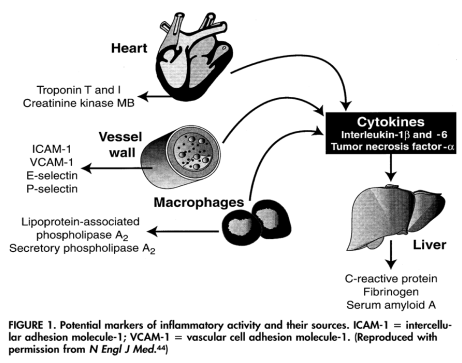 Heart
Troponin T and I
Creatinine kinase MB
Vessel
wall
ICAM-1
VCAM-1
E-selectin
P-selectin
Macrophages
Lipoprotein-associated
phospholipase A₂
Secretory phospholipase A₂
Cytokines
Interleukin-1β and -6
Tumor necrosis factor-α
Liver
C-reactive protein
Fibrinogen
Serum amyloid A
FIGURE 1. Potential markers of inflammatory activity and their sources. ICAM-1 = intercellu-
lar adhesion molecule-1; VCAM-1 = vascular cell adhesion molecule-1. (Reproduced with
permission from N Engl J Med.⁴⁴)